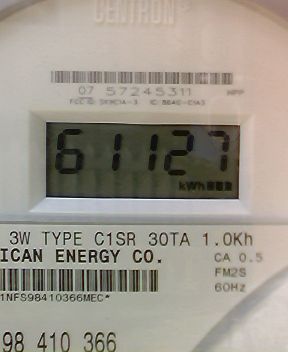 CENTRON®
07 57245311
61127
kWh
3W TYPE C1SR 30TA 1.0Kh
ICAN ENERGY CO.
CA 0.5
FM2S
60Hz
1NFS98410366MEC*
98 410 366